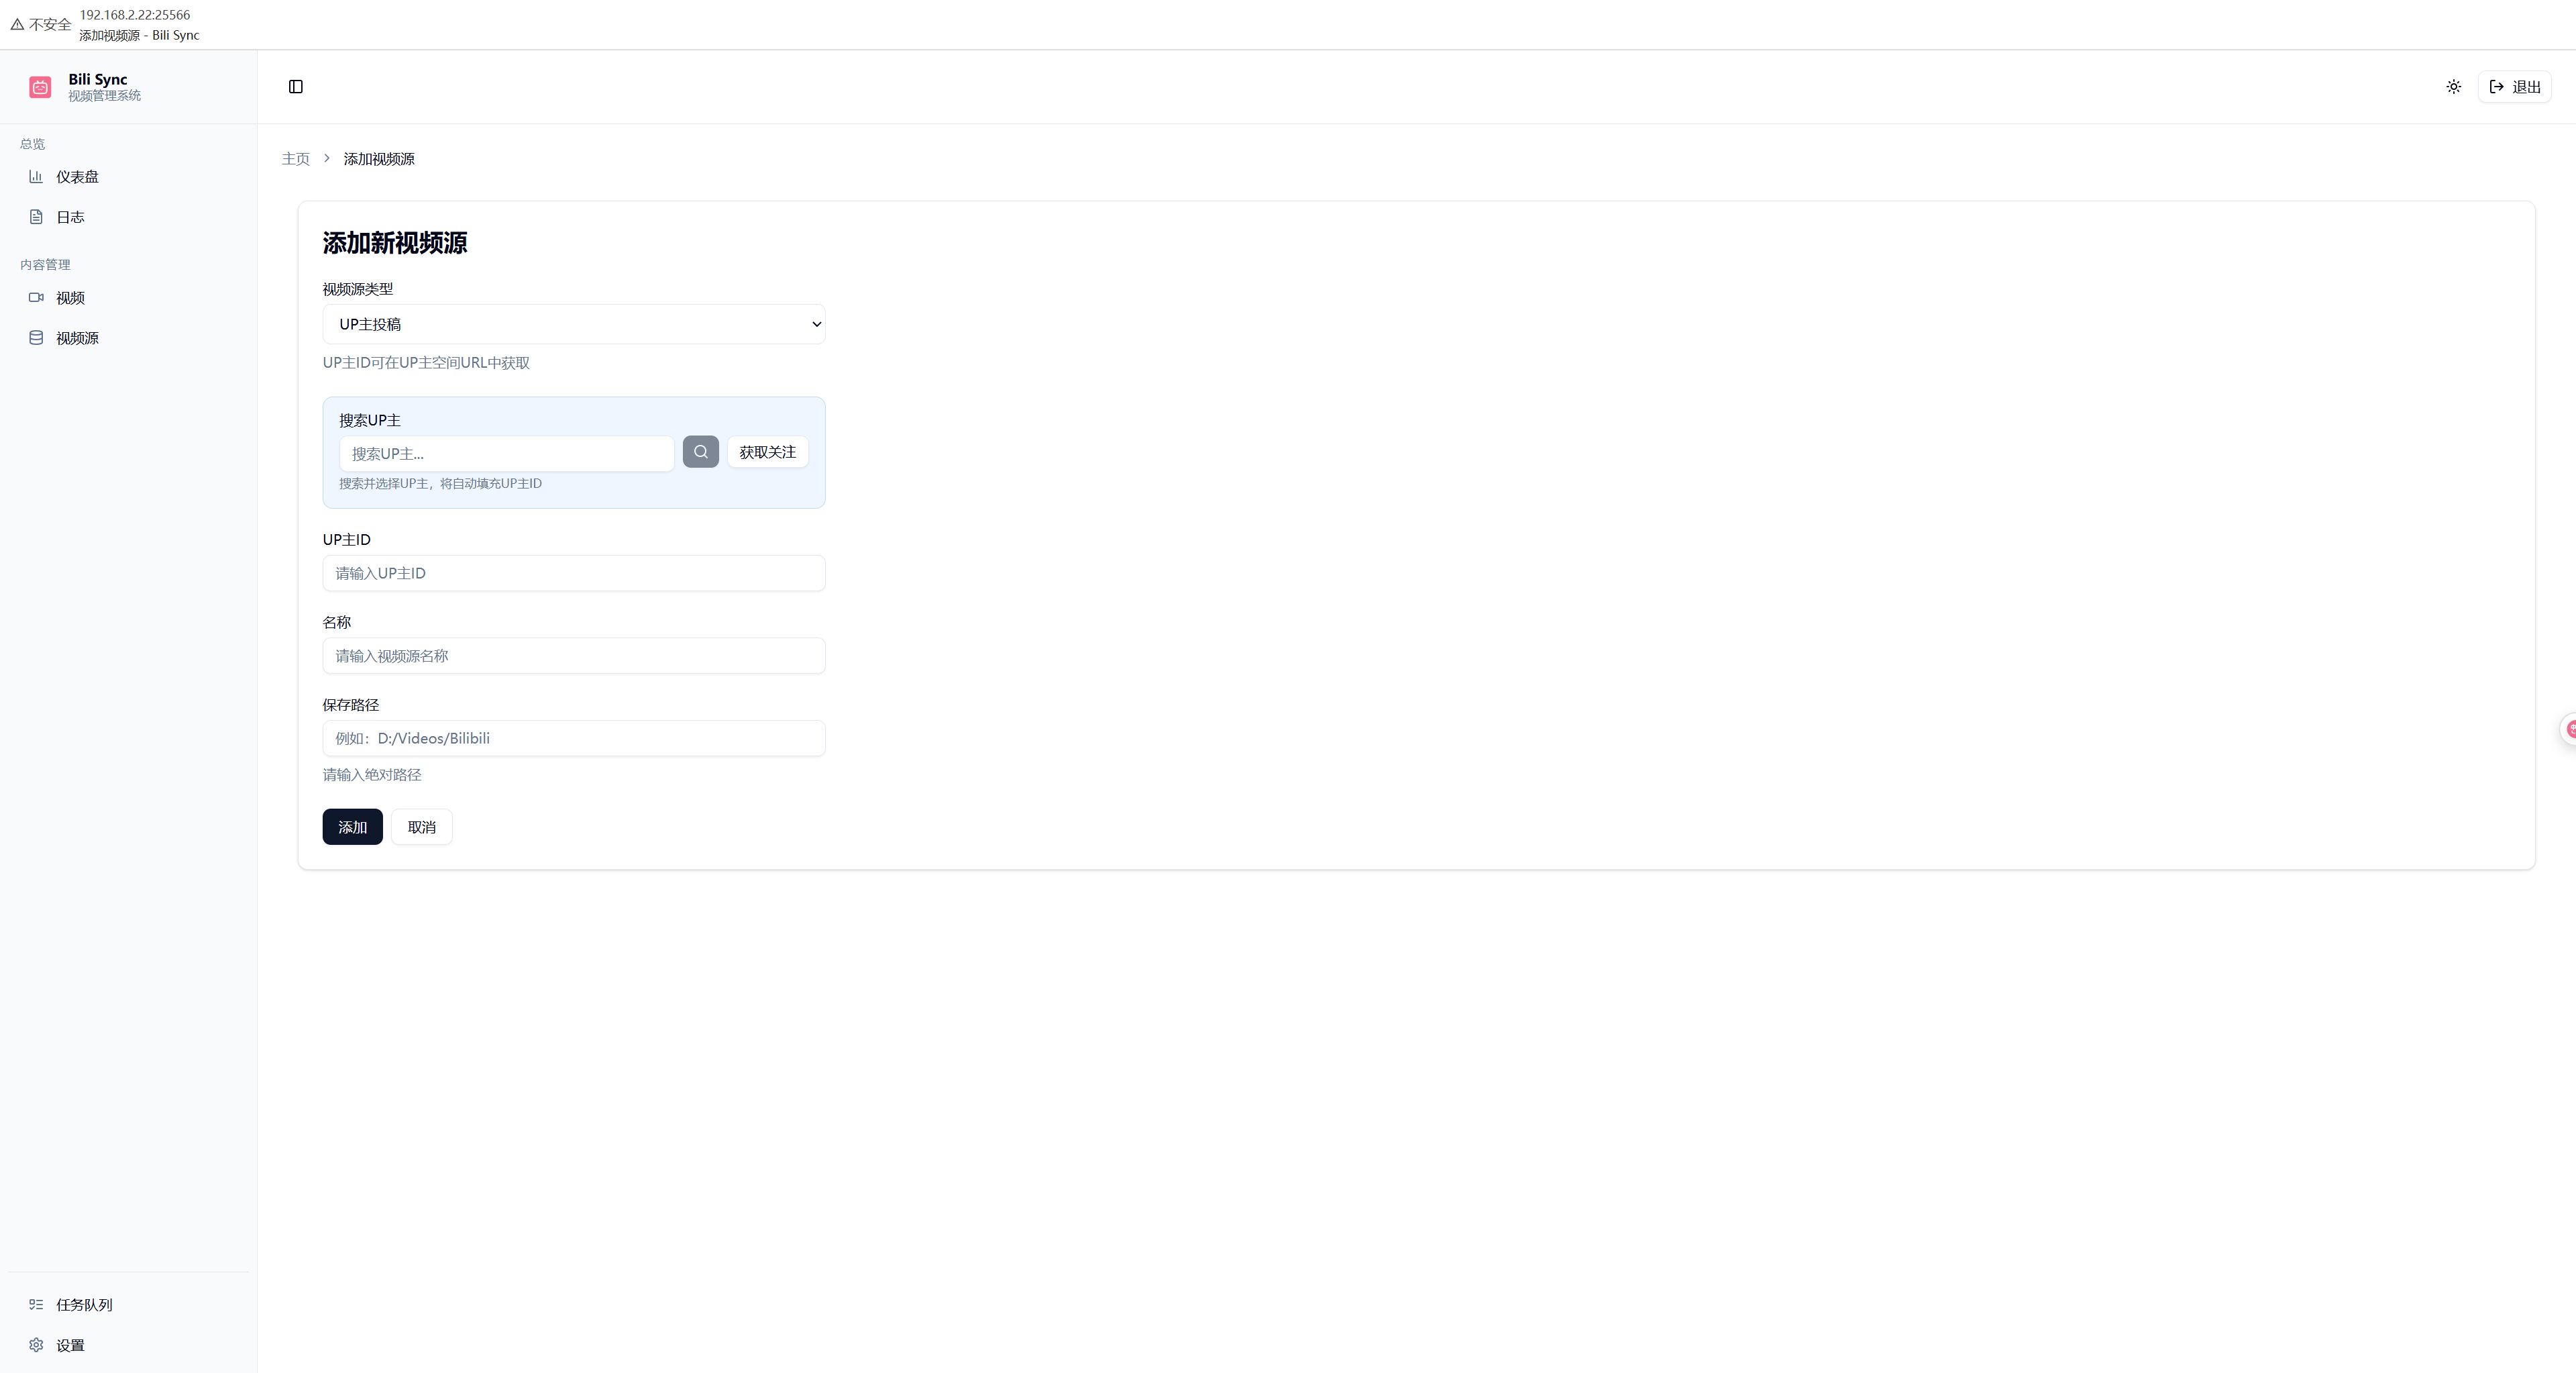 不安全
192.168.2.22:25566
添加视频源 - Bili Sync
Bili Sync
视频管理系统
退出
总览
仪表盘
日志
内容管理
视频
视频源
主页
添加视频源
添加新视频源
视频源类型
UP主投稿
UP主ID可在UP主空间URL中获取
搜索UP主
搜索UP主...
获取关注
搜索并选择UP主，将自动填充UP主ID
UP主ID
请输入UP主ID
名称
请输入视频源名称
保存路径
例如：D:/Videos/Bilibili
请输入绝对路径
添加
取消
任务队列
设置